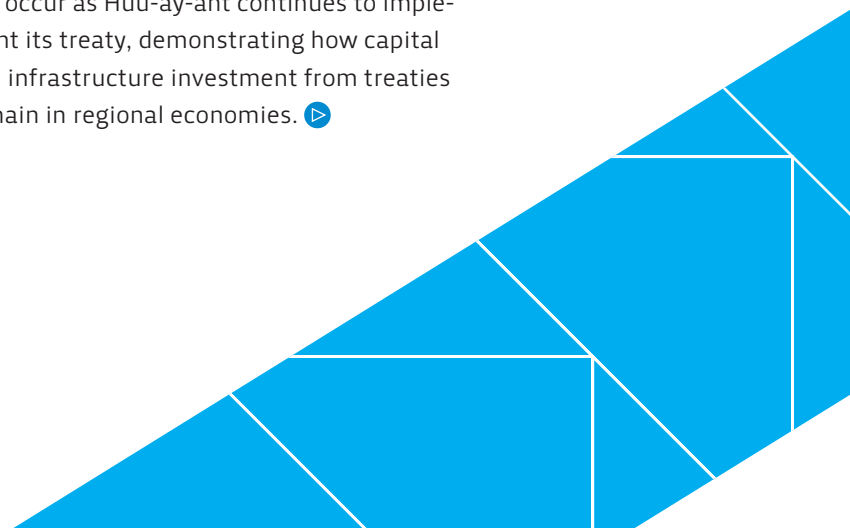 occur as Huu-ay-aht continues to imple-
nt its treaty, demonstrating how capital
infrastructure investment from treaties
ain in regional economies.